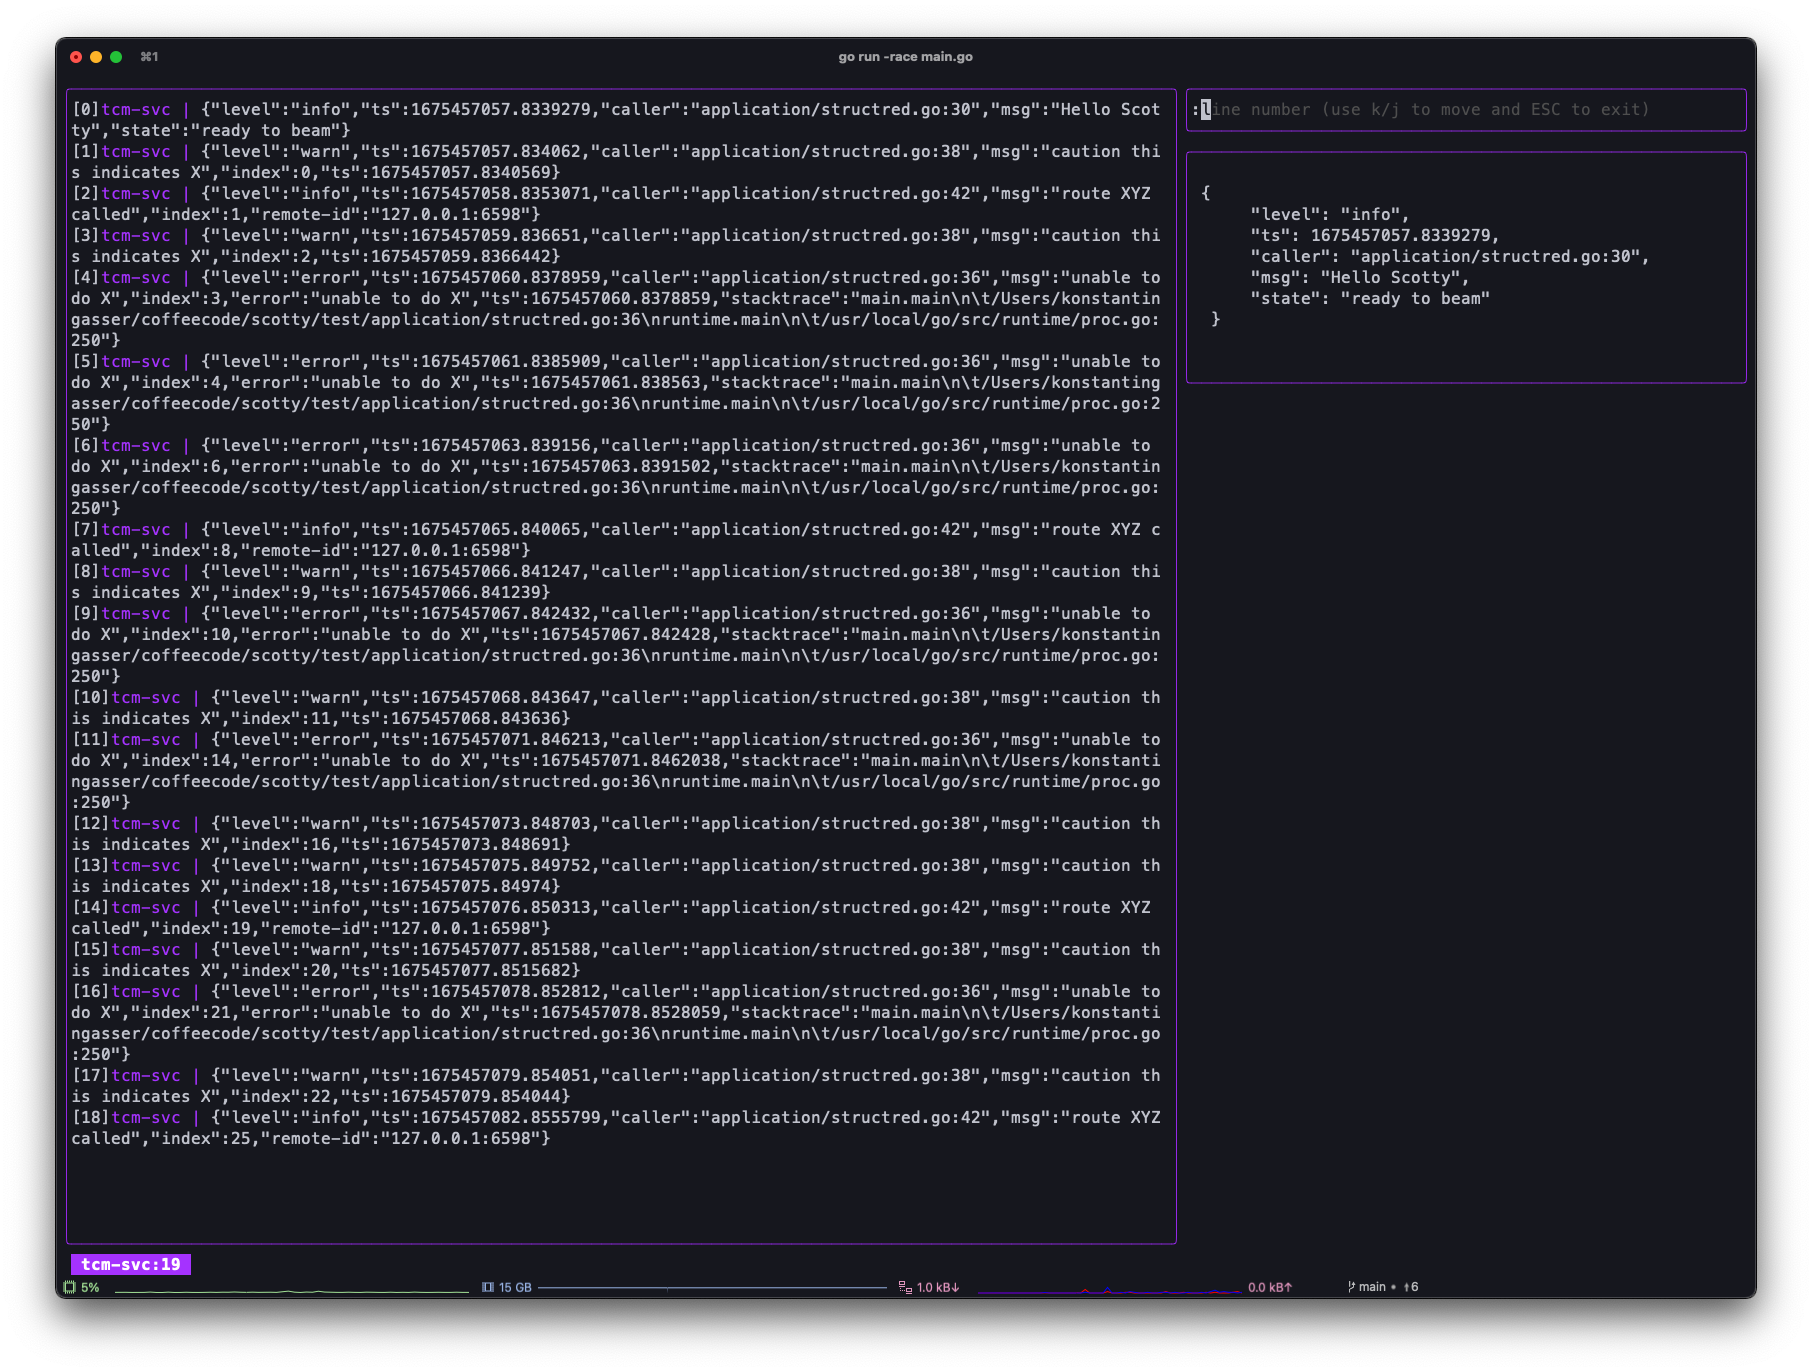 ⌘1
go run -race main.go
[0]tcm-svc | {"level":"info","ts":1675457057.8339279,"caller":"application/structred.go:30","msg":"Hello Scot
ty","state":"ready to beam"}
[1]tcm-svc | {"level":"warn","ts":1675457057.834062,"caller":"application/structred.go:38","msg":"caution thi
s indicates X","index":0,"ts":1675457057.8340569}
[2]tcm-svc | {"level":"info","ts":1675457058.8353071,"caller":"application/structred.go:42","msg":"route XYZ
called","index":1,"remote-id":"127.0.0.1:6598"}
[3]tcm-svc | {"level":"warn","ts":1675457059.836651,"caller":"application/structred.go:38","msg":"caution thi
s indicates X","index":2,"ts":1675457059.8366442}
[4]tcm-svc | {"level":"error","ts":1675457060.8378959,"caller":"application/structred.go:36","msg":"unable to
do X","index":3,"error":"unable to do X","ts":1675457060.8378859,"stacktrace":"main.main\n\t/Users/konstantin
gasser/coffeecode/scotty/test/application/structred.go:36\nruntime.main\n\t/usr/local/go/src/runtime/proc.go:
250"}
[5]tcm-svc | {"level":"error","ts":1675457061.8385909,"caller":"application/structred.go:36","msg":"unable to
do X","index":4,"error":"unable to do X","ts":1675457061.838563,"stacktrace":"main.main\n\t/Users/konstanting
asser/coffeecode/scotty/test/application/structred.go:36\nruntime.main\n\t/usr/local/go/src/runtime/proc.go:2
50"}
[6]tcm-svc | {"level":"error","ts":1675457063.839156,"caller":"application/structred.go:36","msg":"unable to
do X","index":6,"error":"unable to do X","ts":1675457063.8391502,"stacktrace":"main.main\n\t/Users/konstantin
gasser/coffeecode/scotty/test/application/structred.go:36\nruntime.main\n\t/usr/local/go/src/runtime/proc.go:
250"}
[7]tcm-svc | {"level":"info","ts":1675457065.840065,"caller":"application/structred.go:42","msg":"route XYZ c
alled","index":8,"remote-id":"127.0.0.1:6598"}
[8]tcm-svc | {"level":"warn","ts":1675457066.841247,"caller":"application/structred.go:38","msg":"caution thi
s indicates X","index":9,"ts":1675457066.841239}
[9]tcm-svc | {"level":"error","ts":1675457067.842432,"caller":"application/structred.go:36","msg":"unable to
do X","index":10,"error":"unable to do X","ts":1675457067.842428,"stacktrace":"main.main\n\t/Users/konstantin
gasser/coffeecode/scotty/test/application/structred.go:36\nruntime.main\n\t/usr/local/go/src/runtime/proc.go:
250"}
[10]tcm-svc | {"level":"warn","ts":1675457068.843647,"caller":"application/structred.go:38","msg":"caution th
is indicates X","index":11,"ts":1675457068.843636}
[11]tcm-svc | {"level":"error","ts":1675457071.846213,"caller":"application/structred.go:36","msg":"unable to
do X","index":14,"error":"unable to do X","ts":1675457071.8462038,"stacktrace":"main.main\n\t/Users/konstanti
ngasser/coffeecode/scotty/test/application/structred.go:36\nruntime.main\n\t/usr/local/go/src/runtime/proc.go
:250"}
[12]tcm-svc | {"level":"warn","ts":1675457073.848703,"caller":"application/structred.go:38","msg":"caution th
is indicates X","index":16,"ts":1675457073.848691}
[13]tcm-svc | {"level":"warn","ts":1675457075.849752,"caller":"application/structred.go:38","msg":"caution th
is indicates X","index":18,"ts":1675457075.84974}
[14]tcm-svc | {"level":"info","ts":1675457076.850313,"caller":"application/structred.go:42","msg":"route XYZ
called","index":19,"remote-id":"127.0.0.1:6598"}
[15]tcm-svc | {"level":"warn","ts":1675457077.851588,"caller":"application/structred.go:38","msg":"caution th
is indicates X","index":20,"ts":1675457077.8515682}
[16]tcm-svc | {"level":"error","ts":1675457078.852812,"caller":"application/structred.go:36","msg":"unable to
do X","index":21,"error":"unable to do X","ts":1675457078.8528059,"stacktrace":"main.main\n\t/Users/konstanti
ngasser/coffeecode/scotty/test/application/structred.go:36\nruntime.main\n\t/usr/local/go/src/runtime/proc.go
:250"}
[17]tcm-svc | {"level":"warn","ts":1675457079.854051,"caller":"application/structred.go:38","msg":"caution th
is indicates X","index":22,"ts":1675457079.854044}
[18]tcm-svc | {"level":"info","ts":1675457082.8555799,"caller":"application/structred.go:42","msg":"route XYZ
called","index":25,"remote-id":"127.0.0.1:6598"}
:line number (use k/j to move and ESC to exit)
{
"level": "info",
"ts": 1675457057.8339279,
"caller": "application/structred.go:30",
"msg": "Hello Scotty",
"state": "ready to beam"
}
tcm-svc:19
5%
15 GB
1.0 kB↓
0.0 kB↑
main • ↑6